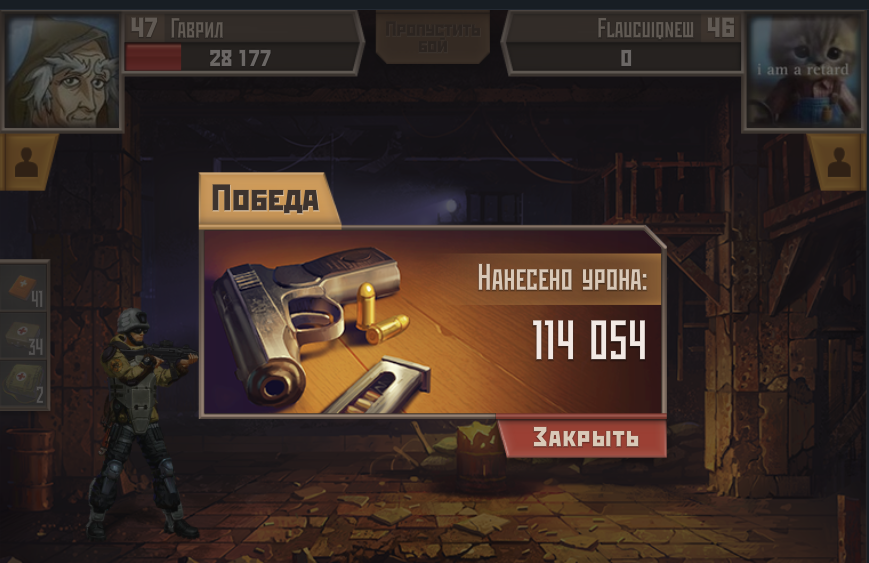 47 Гаврил
28 177
Пропустить
бой
Flaucuiqnew 46
0
i am a retard
Победа
Нанесено урона:
114 054
Закрыть
41
34
2